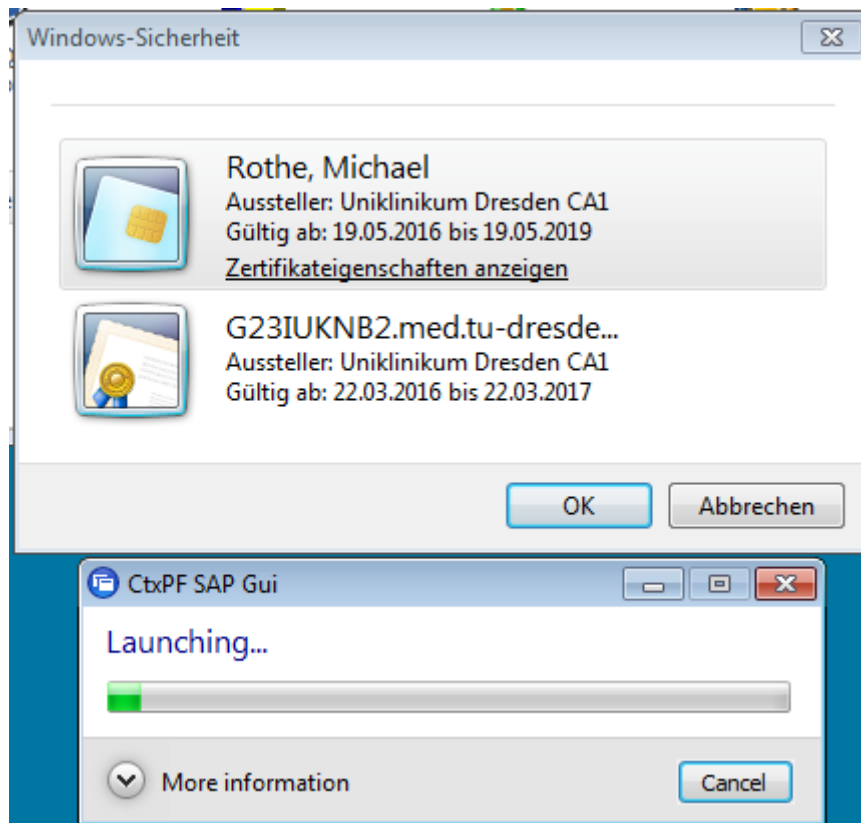 Windows-Sicherheit
Rothe, Michael
Aussteller: Uniklinikum Dresden CA1
Gültig ab: 19.05.2016 bis 19.05.2019
Zertifikateigenschaften anzeigen
G23IUKNB2.med.tu-dresde...
Aussteller: Uniklinikum Dresden CA1
Gültig ab: 22.03.2016 bis 22.03.2017
OK
Abbrechen
CtxPF SAP Gui
Launching...
More information
Cancel